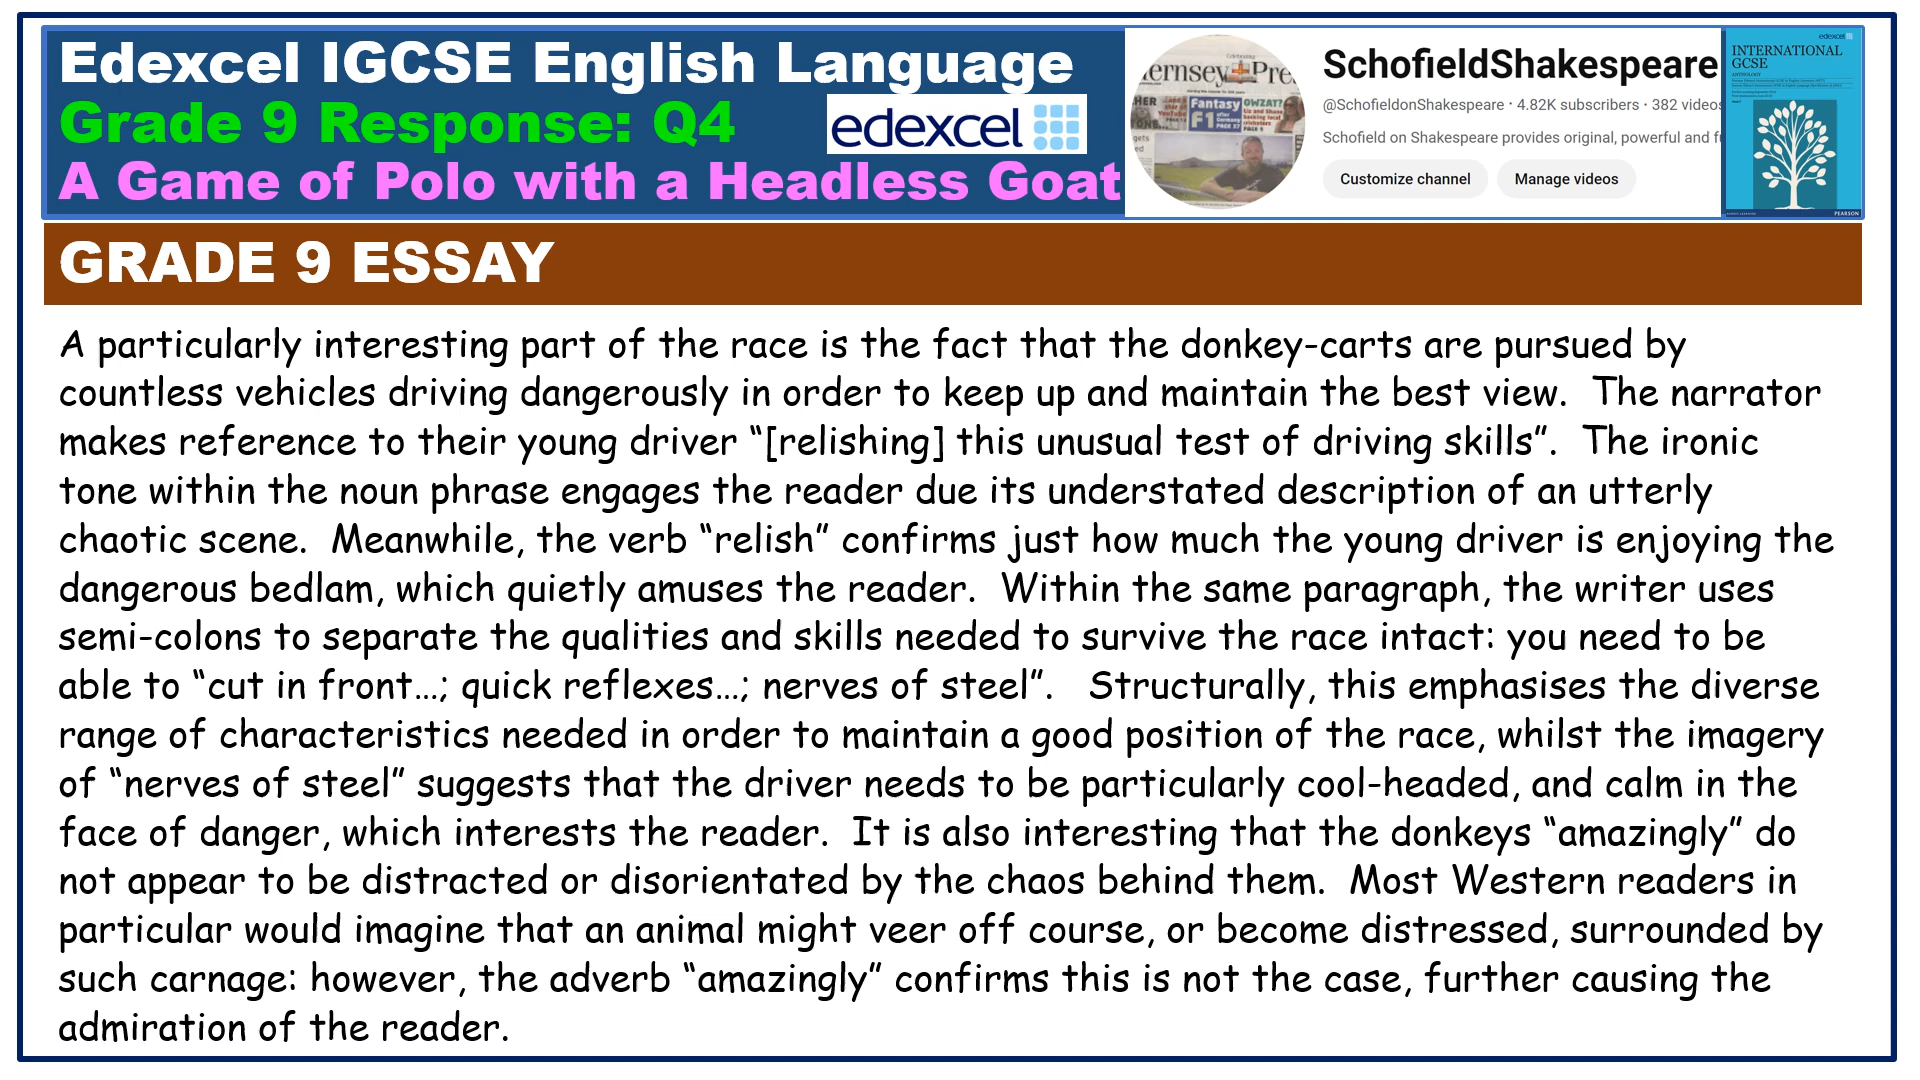 Edexcel IGCSE English Language
Grade 9 Response: Q4
edexcel
A Game of Polo with a Headless Goat
Celebrating
ernsey Pre
HER
Fantasy
F1
OWZAT?
SchofieldShakespeare
@SchofieldonShakespeare · 4.82K subscribers · 382 videos
Schofield on Shakespeare provides original, powerful and fu
Customize channel
Manage videos
edexcel
INTERNATIONAL
GCSE
ANTHOLOGY
PEARSON
GRADE 9 ESSAY
A particularly interesting part of the race is the fact that the donkey-carts are pursued by
countless vehicles driving dangerously in order to keep up and maintain the best view. The narrator
makes reference to their young driver “[relishing] this unusual test of driving skills”. The ironic
tone within the noun phrase engages the reader due its understated description of an utterly
chaotic scene. Meanwhile, the verb “relish” confirms just how much the young driver is enjoying the
dangerous bedlam, which quietly amuses the reader. Within the same paragraph, the writer uses
semi-colons to separate the qualities and skills needed to survive the race intact: you need to be
able to “cut in front…; quick reflexes…; nerves of steel”. Structurally, this emphasises the diverse
range of characteristics needed in order to maintain a good position of the race, whilst the imagery
of “nerves of steel” suggests that the driver needs to be particularly cool-headed, and calm in the
face of danger, which interests the reader. It is also interesting that the donkeys “amazingly” do
not appear to be distracted or disorientated by the chaos behind them. Most Western readers in
particular would imagine that an animal might veer off course, or become distressed, surrounded by
such carnage: however, the adverb “amazingly” confirms this is not the case, further causing the
admiration of the reader.